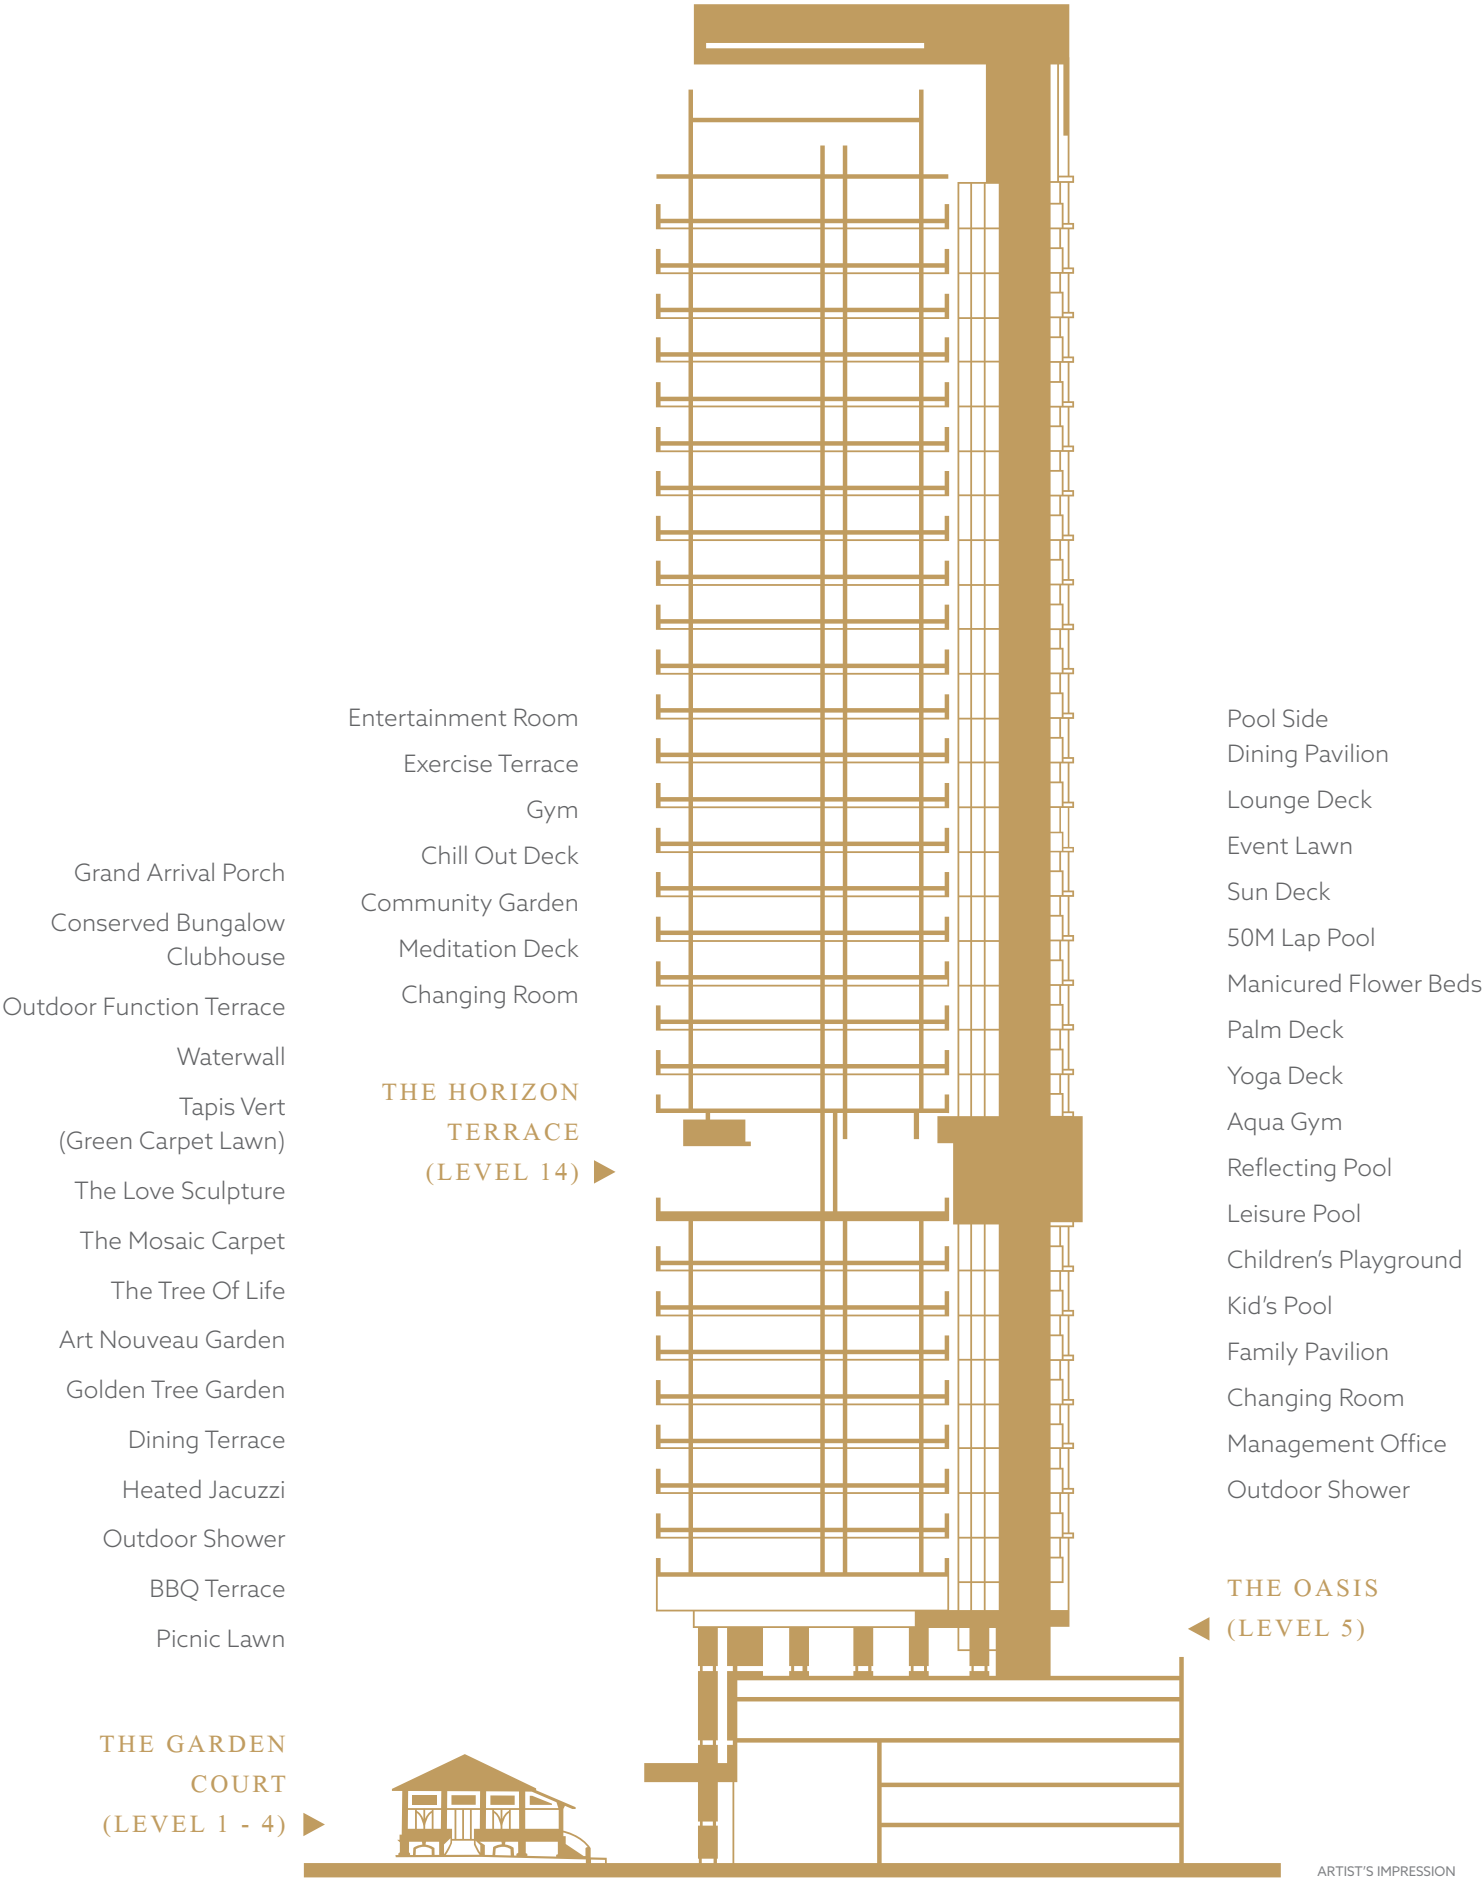 Entertainment Room
Exercise Terrace
Gym
Chill Out Deck
Community Garden
Meditation Deck
Changing Room
THE HORIZON
TERRACE
(LEVEL 14)
Grand Arrival Porch
Conserved Bungalow
Clubhouse
Outdoor Function Terrace
Waterwall
Tapis Vert
(Green Carpet Lawn)
The Love Sculpture
The Mosaic Carpet
The Tree Of Life
Art Nouveau Garden
Golden Tree Garden
Dining Terrace
Heated Jacuzzi
Outdoor Shower
BBQ Terrace
Picnic Lawn
THE GARDEN
COURT
(LEVEL 1 - 4)
Pool Side
Dining Pavilion
Lounge Deck
Event Lawn
Sun Deck
50M Lap Pool
Manicured Flower Beds
Palm Deck
Yoga Deck
Aqua Gym
Reflecting Pool
Leisure Pool
Children's Playground
Kid's Pool
Family Pavilion
Changing Room
Management Office
Outdoor Shower
THE OASIS
(LEVEL 5)
ARTIST'S IMPRESSION